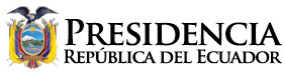 PRESIDENCIA
REPÚBLICA DEL ECUADOR